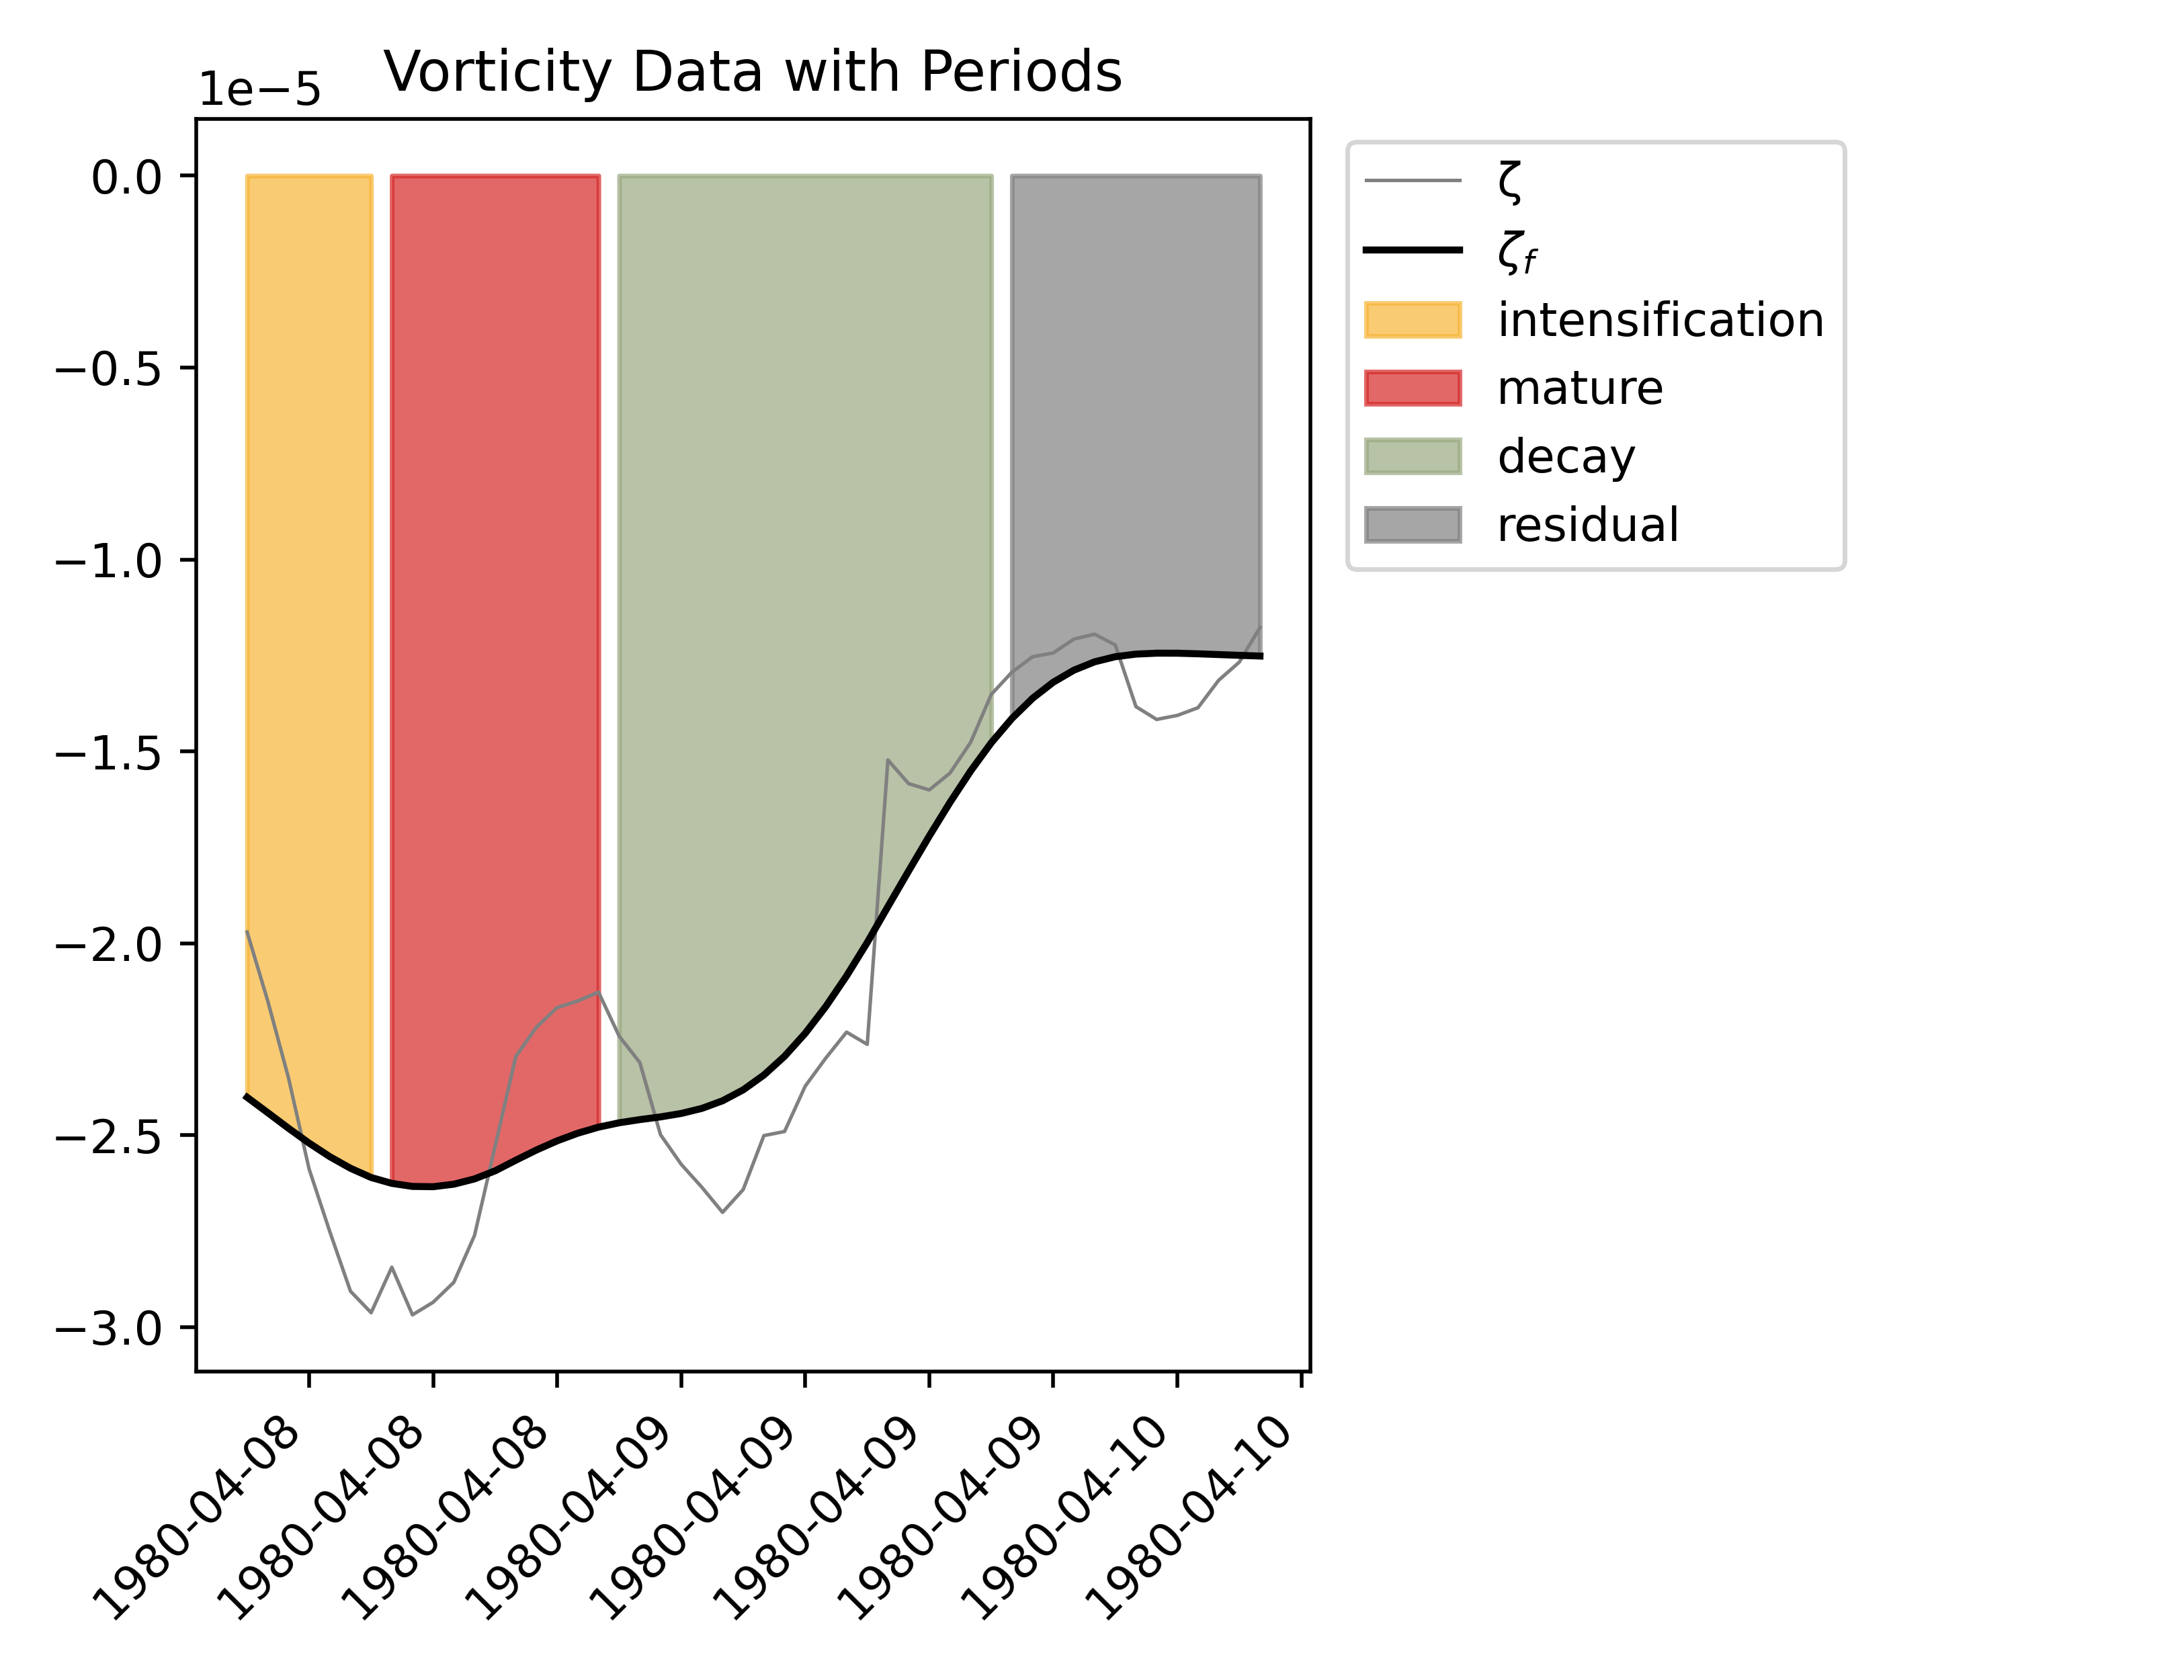 Vorticity Data with Periods
1e−5
0.0
−0.5
−1.0
−1.5
−2.0
−2.5
−3.0
1980-04-08
1980-04-08
1980-04-08
1980-04-09
1980-04-09
1980-04-09
1980-04-09
1980-04-10
1980-04-10
ζ
ζf
intensification
mature
decay
residual